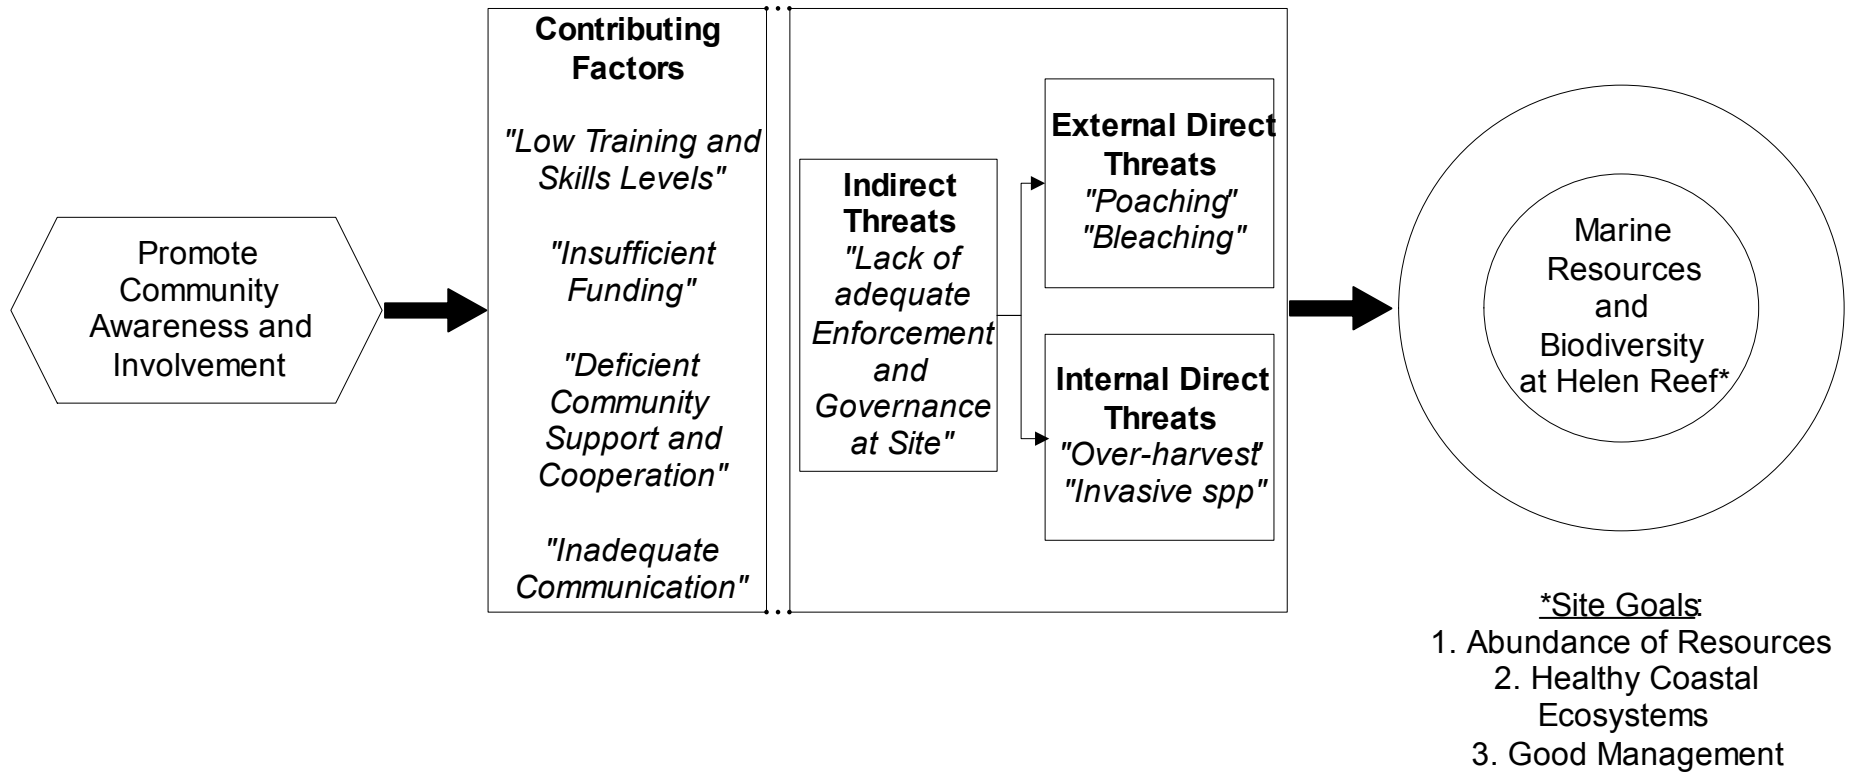 Promote
Community
Awareness and
Involvement
Contributing
Factors
"Low Training and
Skills Levels"
"Insufficient
Funding"
"Deficient
Community
Support and
Cooperation"
"Inadequate
Communication"
Indirect
Threats
"Lack of
adequate
Enforcement
and
Governance
at Site"
External Direct
Threats
"Poaching"
"Bleaching"
Internal Direct
Threats
"Over-harvest"
"Invasive spp"
Marine
Resources
and
Biodiversity
at Helen Reef*
*Site Goals:
1. Abundance of Resources
2. Healthy Coastal
Ecosystems
3. Good Management